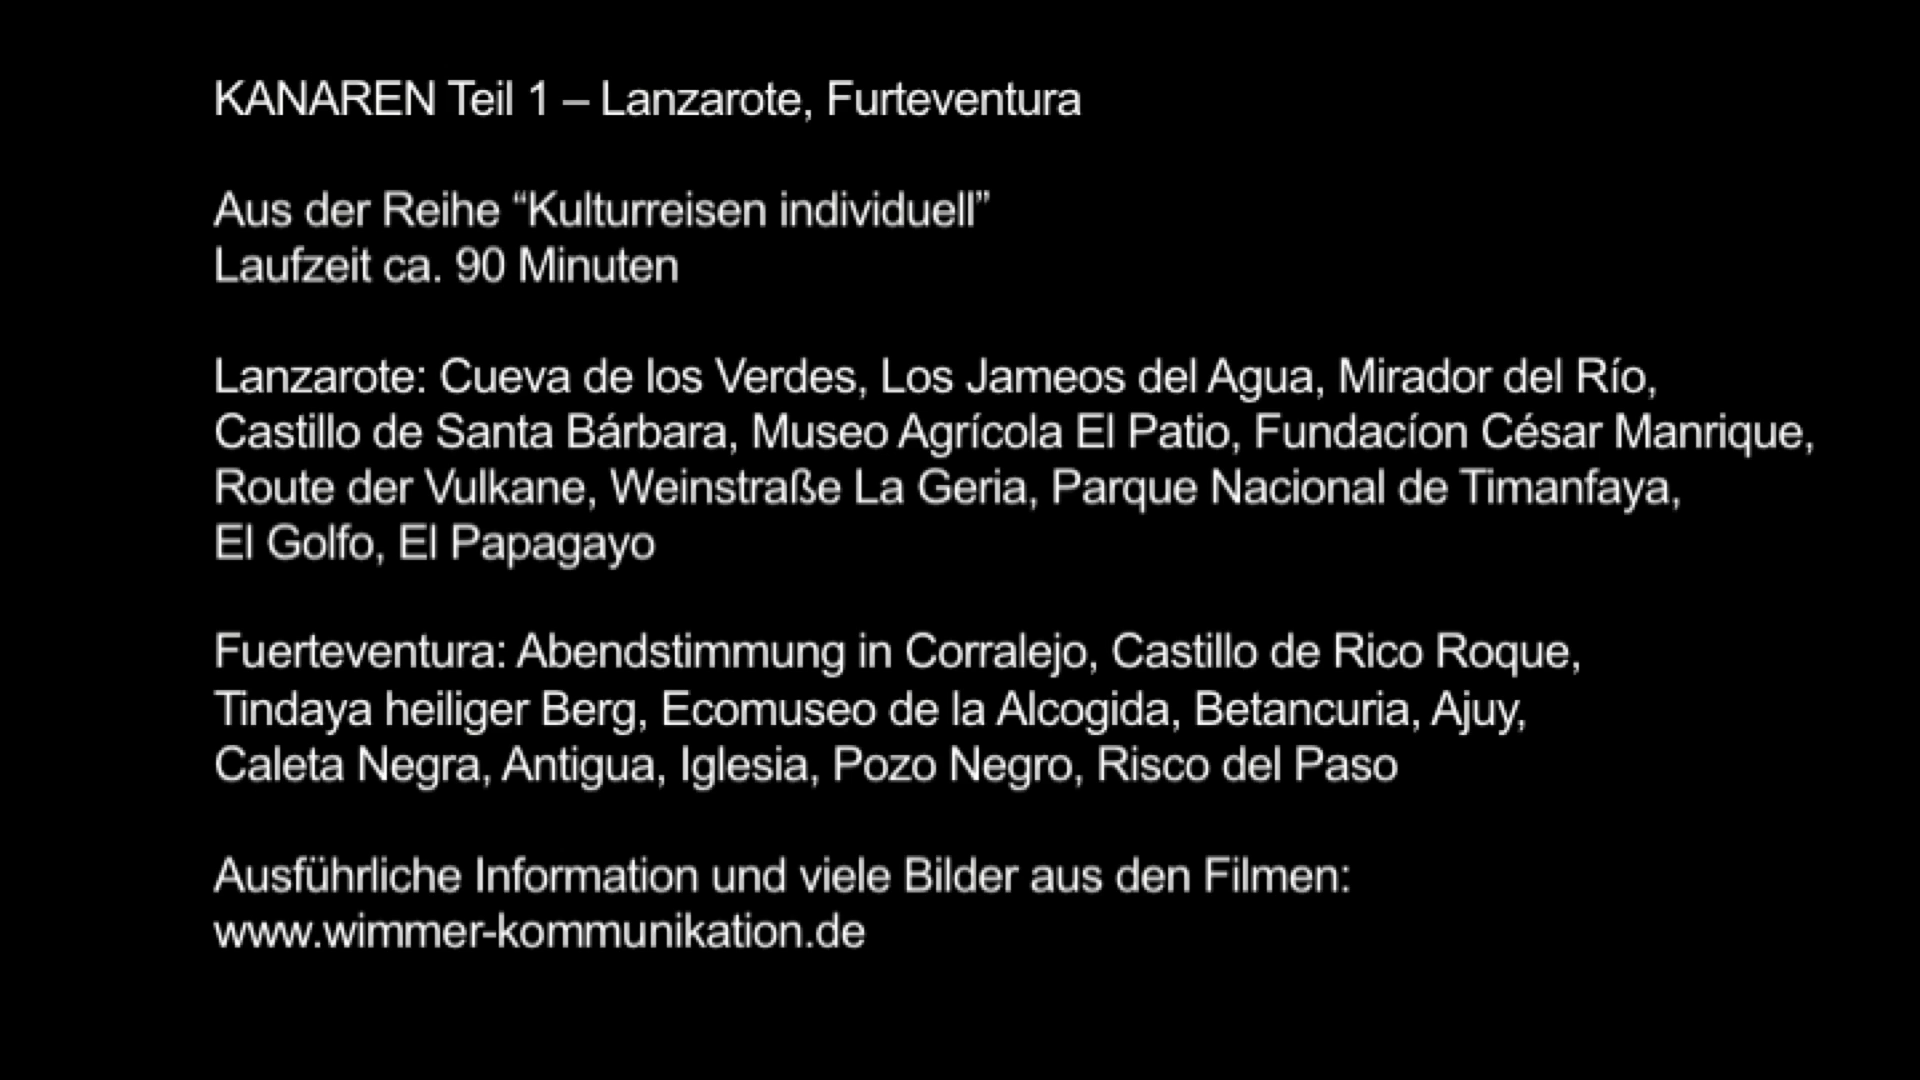 KANAREN Teil 1 – Lanzarote, Furteventura
Aus der Reihe “Kulturreisen individuell”
Laufzeit ca. 90 Minuten
Lanzarote: Cueva de los Verdes, Los Jameos del Agua, Mirador del Río,
Castillo de Santa Bárbara, Museo Agrícola El Patio, Fundacíon César Manrique,
Route der Vulkane, Weinstraße La Geria, Parque Nacional de Timanfaya,
El Golfo, El Papagayo
Fuerteventura: Abendstimmung in Corralejo, Castillo de Rico Roque,
Tindaya heiliger Berg, Ecomuseo de la Alcogida, Betancuria, Ajuy,
Caleta Negra, Antigua, Iglesia, Pozo Negro, Risco del Paso
Ausführliche Information und viele Bilder aus den Filmen:
www.wimmer-kommunikation.de